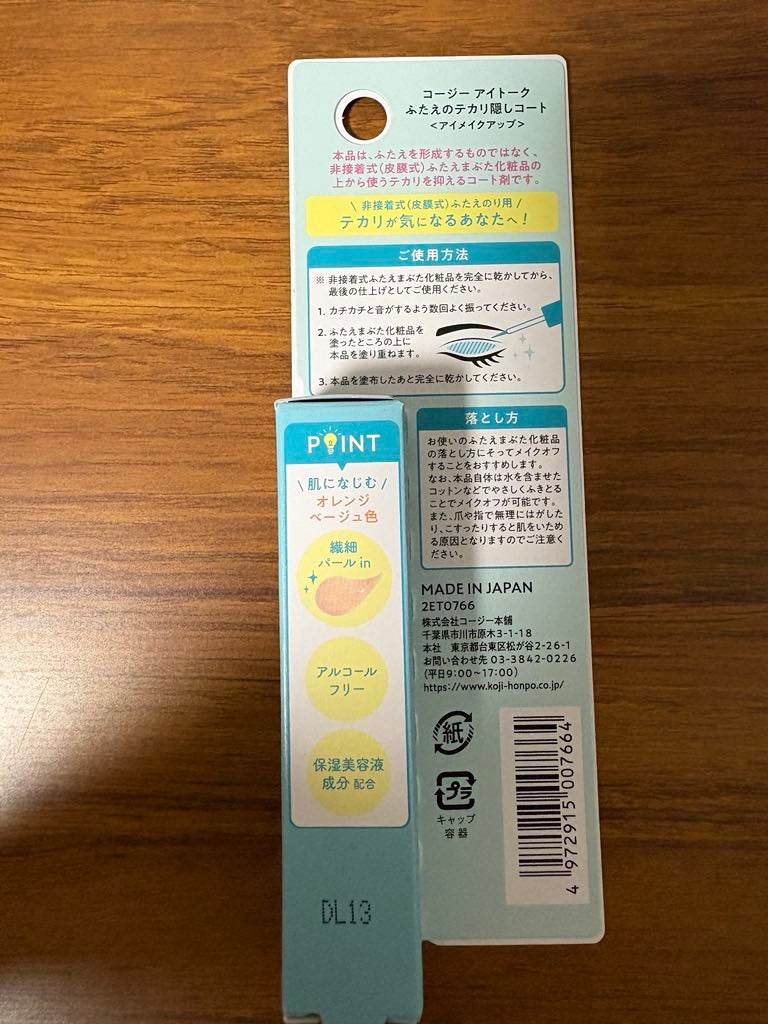 コージー アイトーク
ふたえのテカリ隠しコート
<アイメイクアップ>
本品は、ふたえを形成するものではなく、
非接着式(皮膜式)ふたえまぶた化粧品の
上から使うテカリを抑えるコート剤です。
\ 非接着式(皮膜式)ふたえのり用 /
テカリが気になるあなたへ!
ご使用方法
※ 非接着式ふたえまぶた化粧品を完全に乾かしてから、
最後の仕上げとしてご使用ください。
1. カチカチと音がするよう数回よく振ってください。
2. ふたえまぶた化粧品を
塗ったところの上に
本品を塗り重ねます。
3. 本品を塗布したあと完全に乾かしてください。
落とし方
お使いのふたえまぶた化粧品
の落とし方にそってメイクオフ
することをおすすめします。
なお、本品自体は水を含ませた
コットンなどでやさしくふきとる
ことでメイクオフが可能です。
また、爪や指で無理にはがした
り、こすったりすると肌をいため
る原因となりますのでご注意く
ださい。
MADE IN JAPAN
2ET0766
株式会社コージー本舗
千葉県市川市原木3-1-18
本社 東京都台東区松が谷2-26-1
お問い合わせ先 03-3842-0226
(平日9:00~17:00)
https://www.koji-honpo.co.jp/
紙
プラ
キャップ
容器
4 972915 007664
POINT
\ 肌になじむ /
オレンジ
ベージュ色
繊細
パール in
アルコール
フリー
保湿美容液
成分 配合
DL13